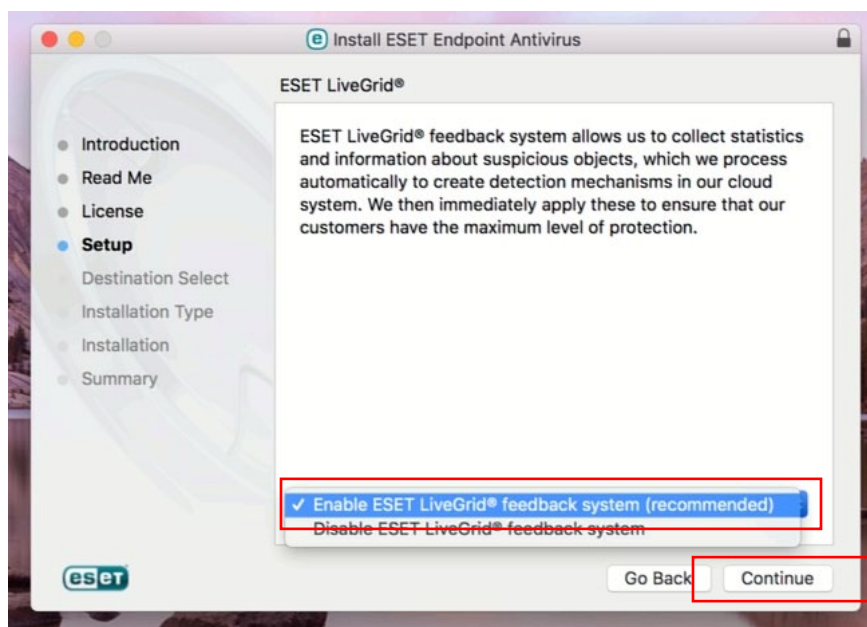 Install ESET Endpoint Antivirus
ESET LiveGrid®
Introduction
Read Me
License
Setup
Destination Select
Installation Type
Installation
Summary
ESET LiveGrid® feedback system allows us to collect statistics
and information about suspicious objects, which we process
automatically to create detection mechanisms in our cloud
system. We then immediately apply these to ensure that our
customers have the maximum level of protection.
✓ Enable ESET LiveGrid® feedback system (recommended)
Disable ESET LiveGrid® feedback system
eset
Go Back
Continue